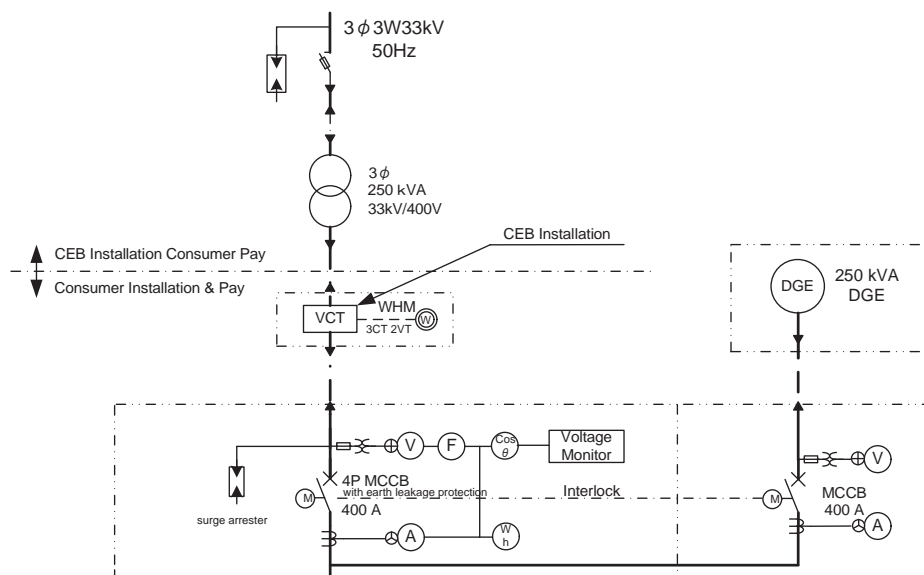 3φ3W33kV
50Hz
3φ
250 kVA
33kV/400V
CEB Installation
CEB Installation Consumer Pay
Consumer Installation & Pay
DGE
250 kVA
DGE
VCT
WHM
W
3CT 2VT
V
F
Cos
θ
Voltage
Monitor
V
4P MCCB
with earth leakage protection
400 A
M
Interlock
M
MCCB
400 A
surge arrester
A
W
h
A